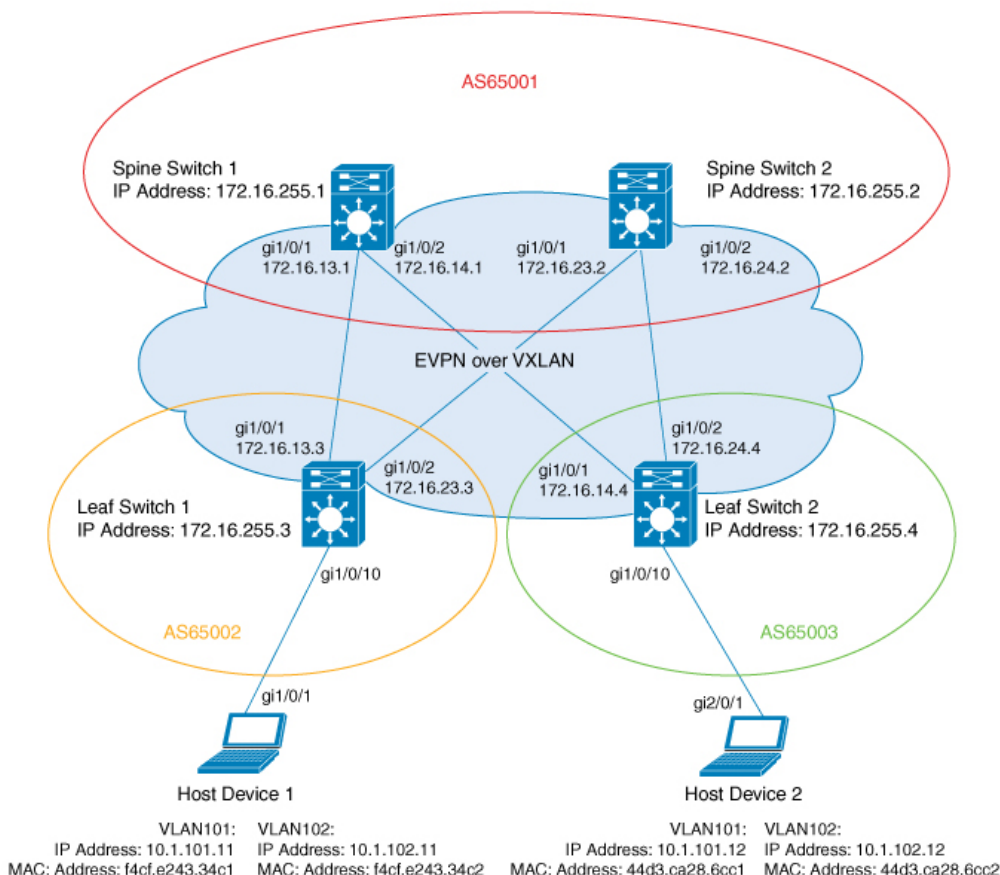 AS65001
Spine Switch 1
IP Address: 172.16.255.1
Spine Switch 2
IP Address: 172.16.255.2
gi1/0/1
172.16.13.1
gi1/0/2
172.16.14.1
gi1/0/1
172.16.23.2
gi1/0/2
172.16.24.2
EVPN over VXLAN
gi1/0/1
172.16.13.3
gi1/0/2
172.16.23.3
gi1/0/1
172.16.14.4
gi1/0/2
172.16.24.4
Leaf Switch 1
IP Address: 172.16.255.3
Leaf Switch 2
IP Address: 172.16.255.4
gi1/0/10
gi1/0/10
AS65002
AS65003
gi1/0/1
gi2/0/1
Host Device 1
Host Device 2
VLAN101:
IP Address: 10.1.101.11
MAC: Address: f4cf.e243.34c1
VLAN102:
IP Address: 10.1.102.11
MAC: Address: f4cf.e243.34c2
VLAN101:
IP Address: 10.1.101.12
MAC: Address: 44d3.ca28.6cc1
VLAN102:
IP Address: 10.1.102.12
MAC: Address: 44d3.ca28.6cc2